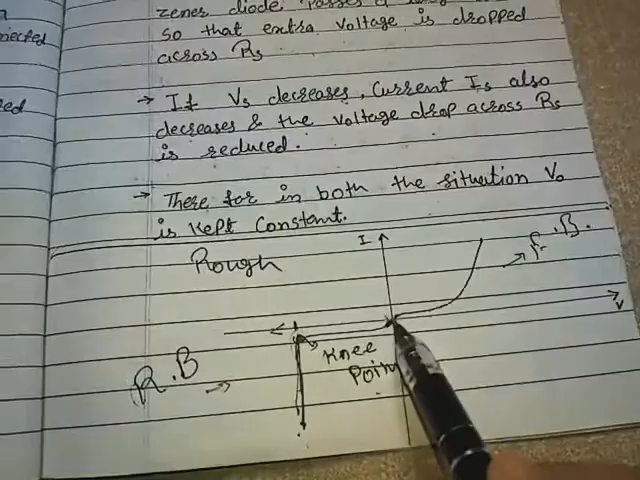 zener diode passes a
so that extra voltage is dropped
across Rs
→ If Vs decreases, Current Is also
decreases & the voltage drop across Rs
is reduced.
→ There for in both the situation Vo
is kept Constant.
Rough
I
f.B.
V
Knee
Point
R.B